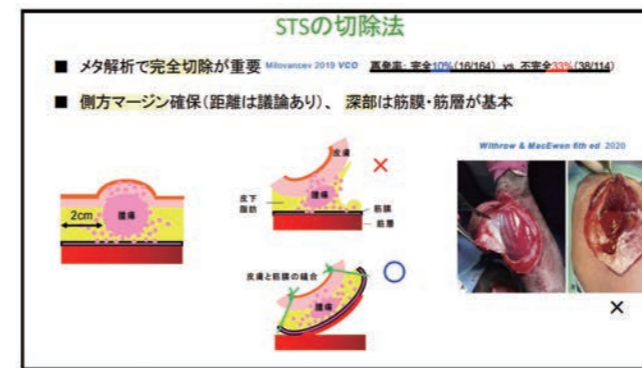 STSの切除法
■ メタ解析で完全切除が重要 Milovansev 2019 VCO 再発率: 完全10%(16/164) vs 不完全33%(38/114)
■ 側方マージン確保(距離は議論あり)、深部は筋膜・筋層が基本
Withrow & MacEwen 6th ed 2020
皮膚
×
2cm
腫瘍
皮下
脂肪
腫瘍
筋膜
筋層
皮膚と筋膜の縫合
○
腫瘍
×